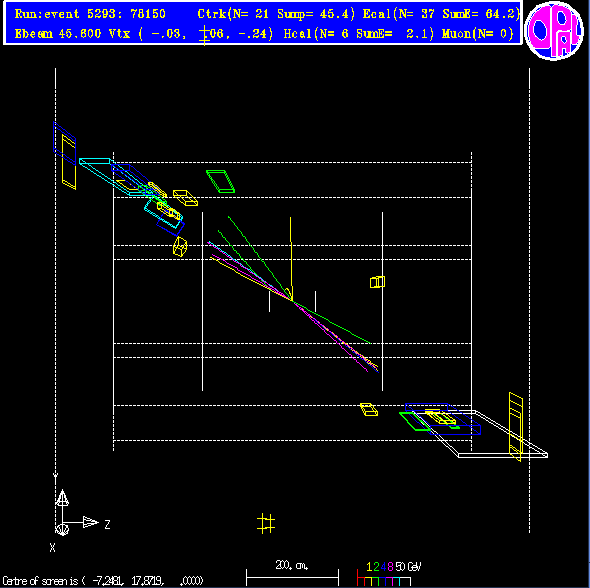 Run:event 5293: 78150 Ctrk(N= 21 Sump= 45.4) Ecal(N= 37 SumE= 64.2)
Ebeam 45.600 Vtx ( -.03, .06, -.24) Hcal(N= 6 SumE= 2.1) Muon(N= 0)
OPAL
Y
Z
X
200. cm.
1 2 4 8 50 GeV
Centre of screen is ( -7.2481, 17.8719, .0000)